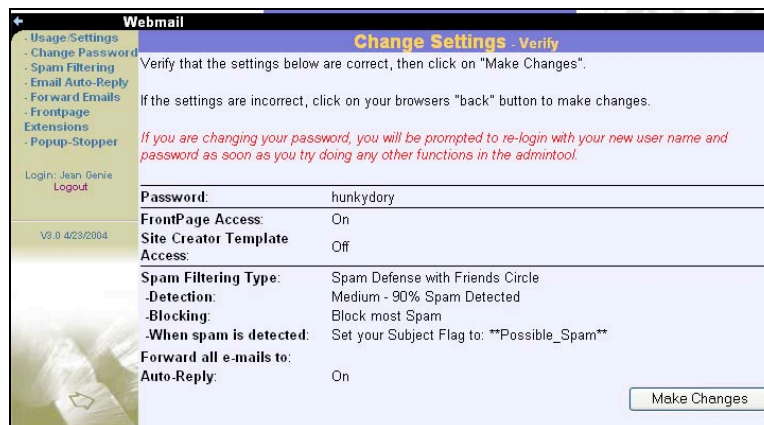 Webmail
- Usage/Settings
- Change Password
- Spam Filtering
- Email Auto-Reply
- Forward Emails
- Frontpage
Extensions
- Popup-Stopper
Login: Jean Genie
Logout
V3.0 4/23/2004
Change Settings - Verify
Verify that the settings below are correct, then click on "Make Changes".
If the settings are incorrect, click on your browsers "back" button to make changes.
If you are changing your password, you will be prompted to re-login with your new user name and
password as soon as you try doing any other functions in the admintool.
Password: hunkydory
FrontPage Access: On
Site Creator Template
Access: Off
Spam Filtering Type: Spam Defense with Friends Circle
-Detection: Medium - 90% Spam Detected
-Blocking: Block most Spam
-When spam is detected: Set your Subject Flag to: **Possible_Spam**
Forward all e-mails to:
Auto-Reply: On
Make Changes